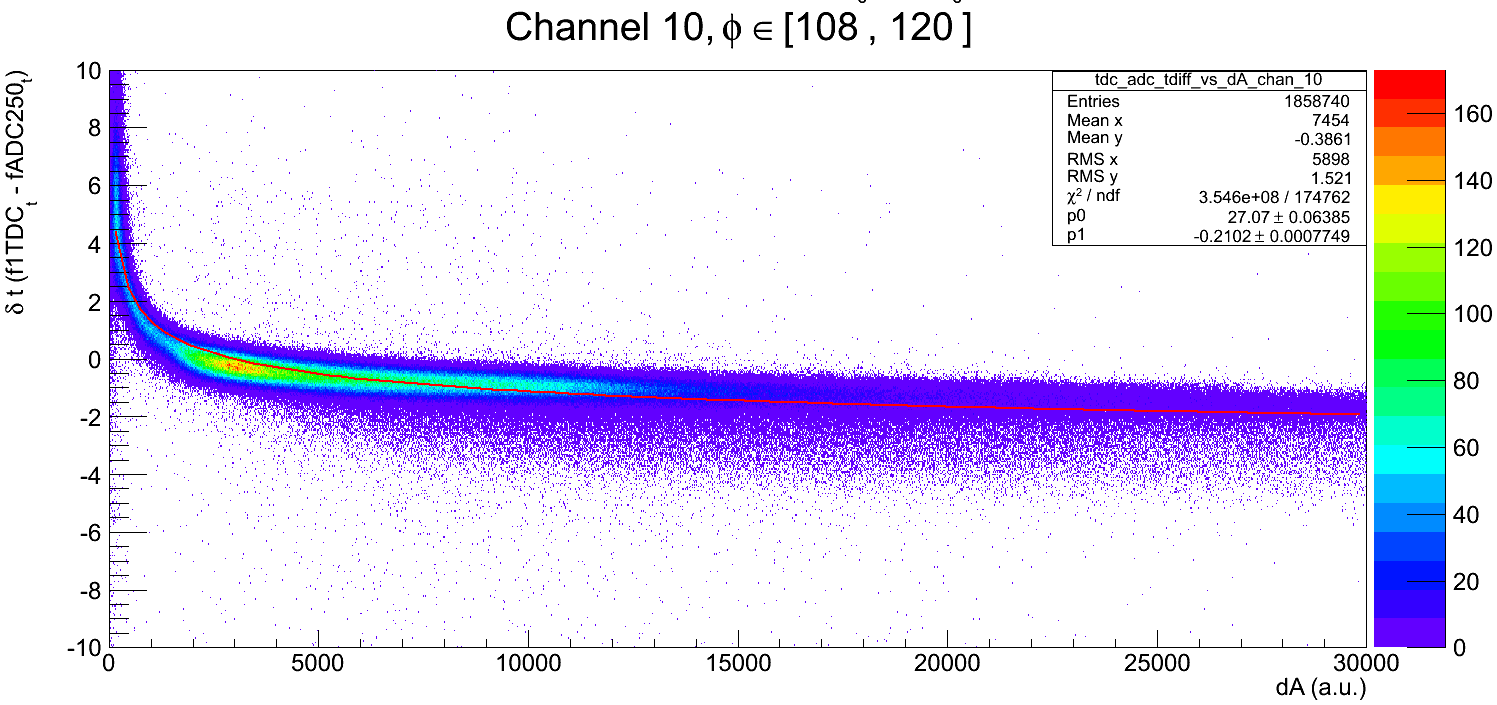 Channel 10, ϕ ∈ [108 , 120 ]
δ t (f1TDCt - fADC250t)
10
8
6
4
2
0
-2
-4
-6
-8
-10
tdc_adc_tdiff_vs_dA_chan_10
Entries 1858740
Mean x 7454
Mean y -0.3861
RMS x 5898
RMS y 1.521
χ² / ndf 3.546e+08 / 174762
p0 27.07 ± 0.06385
p1 -0.2102 ± 0.0007749
160
140
120
100
80
60
40
20
0
0 5000 10000 15000 20000 25000 30000
dA (a.u.)